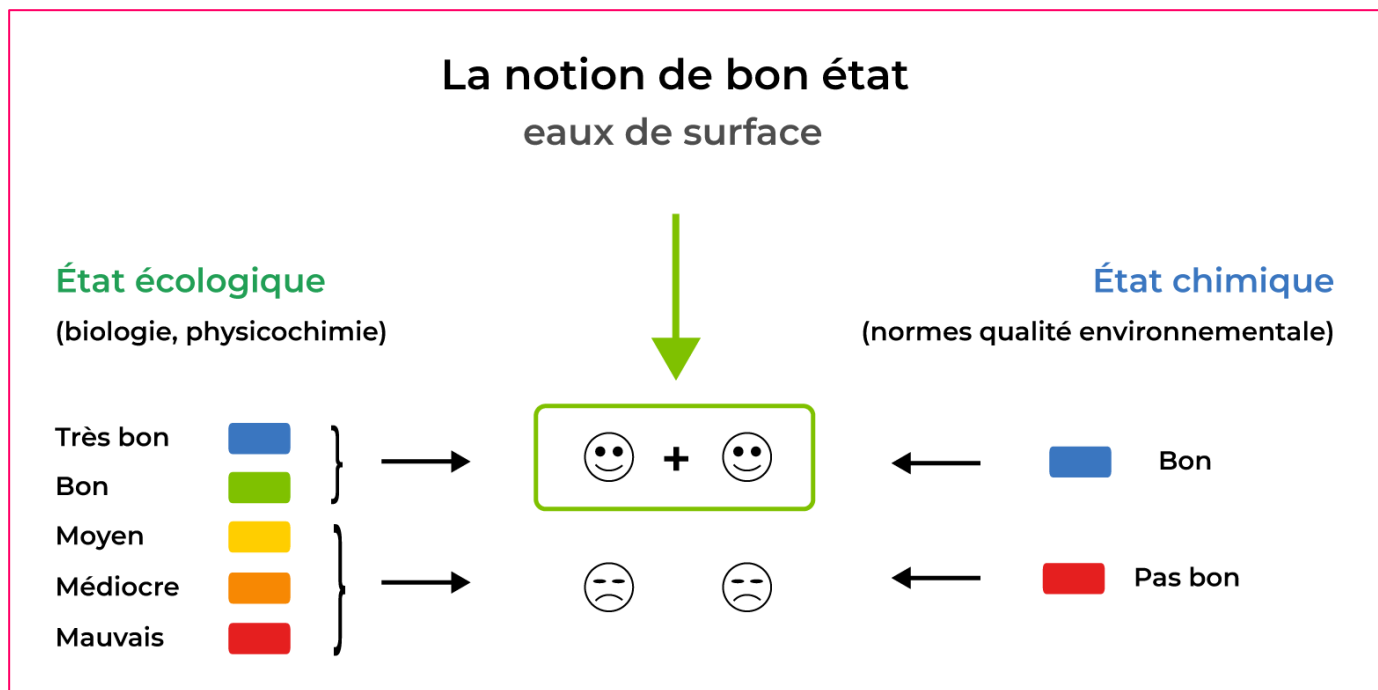 La notion de bon état
eaux de surface
État écologique
(biologie, physicochimie)
Très bon
Bon
Moyen
Médiocre
Mauvais
+
État chimique
(normes qualité environnementale)
Bon
Pas bon